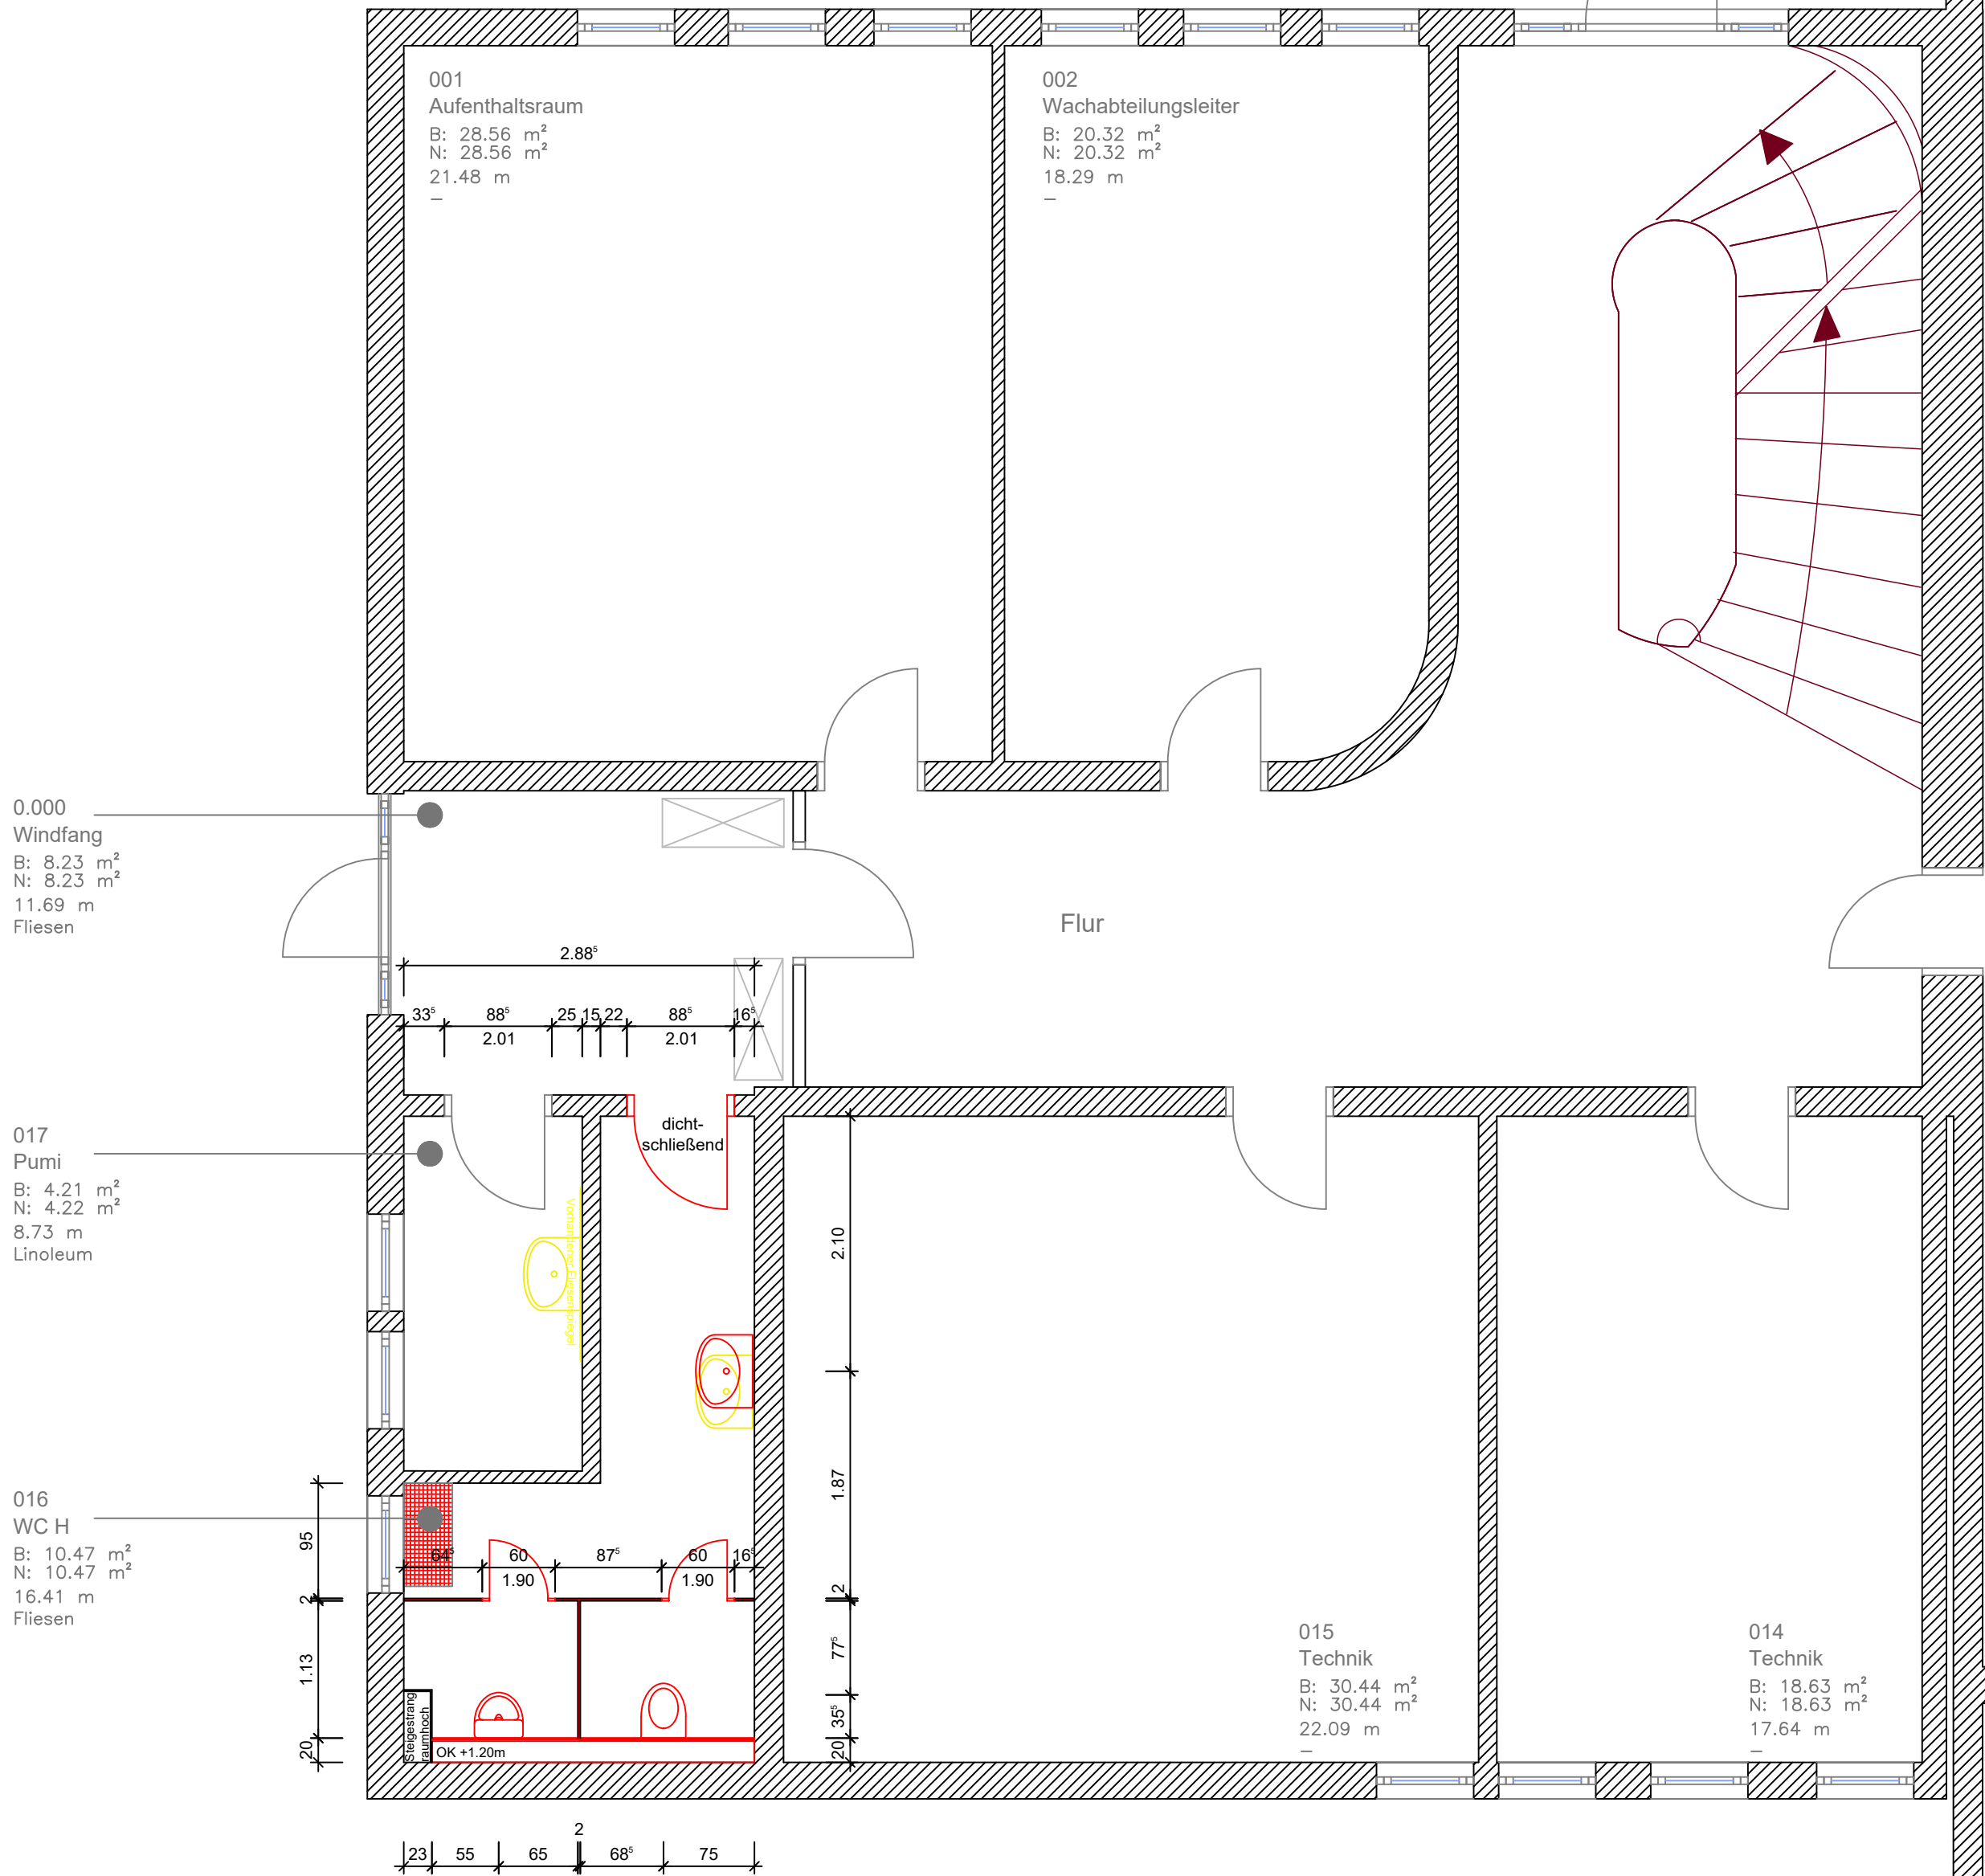 001
Aufenthaltsraum
B: 28.56 m²
N: 28.56 m²
21.48 m
–
002
Wachabteilungsleiter
B: 20.32 m²
N: 20.32 m²
18.29 m
–
0.000
Windfang
B: 8.23 m²
N: 8.23 m²
11.69 m
Fliesen
Flur
2.88⁵
33⁵ 88⁵ 25 15 22 88⁵ 16⁵
2.01 2.01
dicht-
schließend
017
Pumi
B: 4.21 m²
N: 4.22 m²
8.73 m
Linoleum
Vorhandener Fliesenspiegel
2.10
1.87
2
77⁵
35⁵
20
016
WC H
B: 10.47 m²
N: 10.47 m²
16.41 m
Fliesen
95
2
1.13
20
64⁵ 60 87⁵ 60 16⁵
1.90 1.90
Steigestrang
raumhoch
OK +1.20m
015
Technik
B: 30.44 m²
N: 30.44 m²
22.09 m
–
014
Technik
B: 18.63 m²
N: 18.63 m²
17.64 m
–
2
23 55 65 68⁵ 75